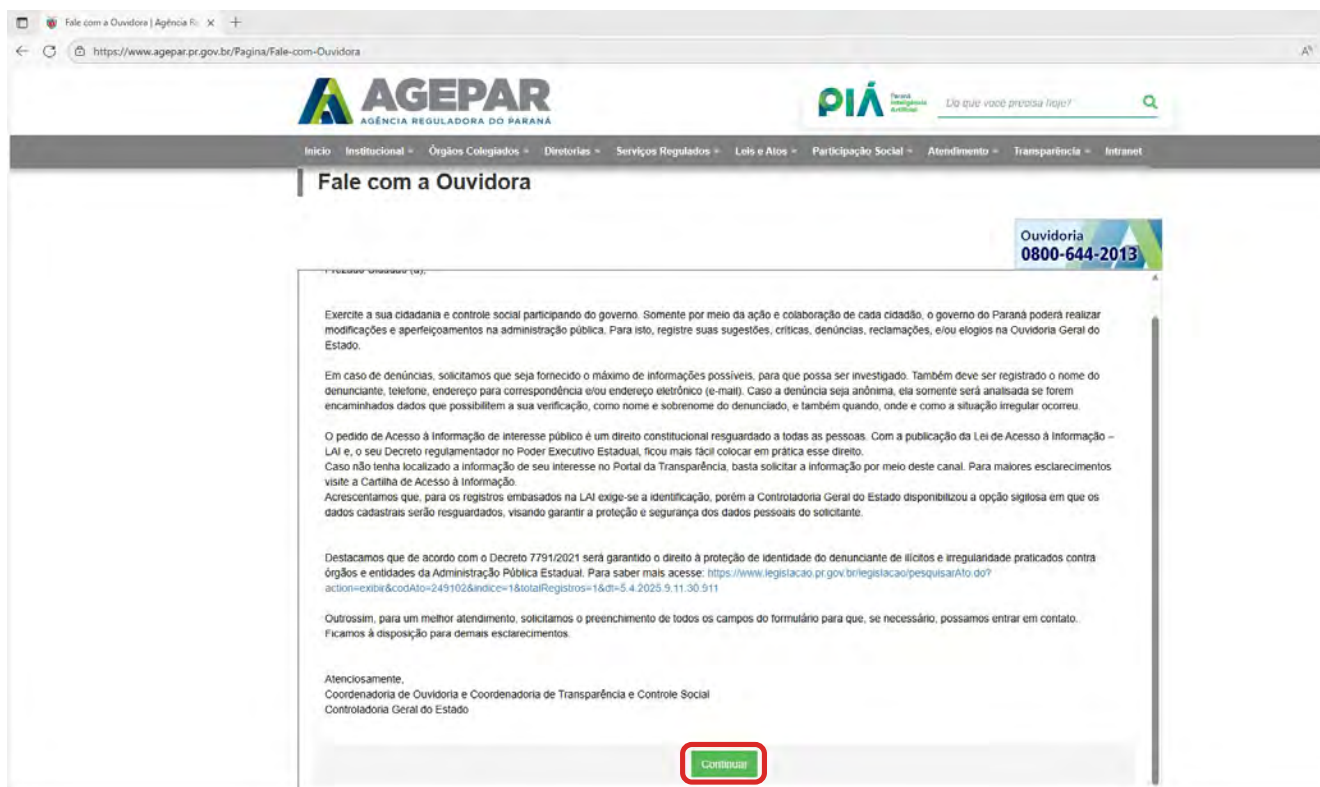 Fale com a Ouvidora | Agência Re
https://www.agepar.pr.gov.br/Pagina/Fale-com-Ouvidora
AGEPAR
AGÊNCIA REGULADORA DO PARANÁ
PIÁ Paraná Inteligência Artificial
Do que você precisa hoje?
Início Institucional Órgãos Colegiados Diretorias Serviços Regulados Leis e Atos Participação Social Atendimento Transparência Intranet
Fale com a Ouvidora
Ouvidoria
0800-644-2013
Exercite a sua cidadania e controle social participando do governo. Somente por meio da ação e colaboração de cada cidadão, o governo do Paraná poderá realizar
modificações e aperfeiçoamentos na administração pública. Para isto, registre suas sugestões, críticas, denúncias, reclamações, e/ou elogios na Ouvidoria Geral do
Estado.
Em caso de denúncias, solicitamos que seja fornecido o máximo de informações possíveis, para que possa ser investigado. Também deve ser registrado o nome do
denunciante, telefone, endereço para correspondência e/ou endereço eletrônico (e-mail). Caso a denúncia seja anônima, ela somente será analisada se forem
encaminhados dados que possibilitem a sua verificação, como nome e sobrenome do denunciado, e também quando, onde e como a situação irregular ocorreu.
O pedido de Acesso à Informação de interesse público é um direito constitucional resguardado a todas as pessoas. Com a publicação da Lei de Acesso à Informação –
LAI e, o seu Decreto regulamentador no Poder Executivo Estadual, ficou mais fácil colocar em prática esse direito.
Caso não tenha localizado a informação de seu interesse no Portal da Transparência, basta solicitar a informação por meio deste canal. Para maiores esclarecimentos
visite a Cartilha de Acesso à Informação.
Acrescentamos que, para os registros embasados na LAI exige-se a identificação, porém a Controladoria Geral do Estado disponibilizou a opção sigilosa em que os
dados cadastrais serão resguardados, visando garantir a proteção e segurança dos dados pessoais do solicitante.
Destacamos que de acordo com o Decreto 7791/2021 será garantido o direito à proteção de identidade do denunciante de ilícitos e irregularidade praticados contra
órgãos e entidades da Administração Pública Estadual. Para saber mais acesse: https://www.legislacao.pr.gov.br/legislacao/pesquisarAto.do?
action=exibir&codAto=249102&indice=1&totalRegistros=1&dt=5.4.2025.9.11.30.911
Outrossim, para um melhor atendimento, solicitamos o preenchimento de todos os campos do formulário para que, se necessário, possamos entrar em contato.
Ficamos à disposição para demais esclarecimentos.
Atenciosamente,
Coordenadoria de Ouvidoria e Coordenadoria de Transparência e Controle Social
Controladoria Geral do Estado
Continuar